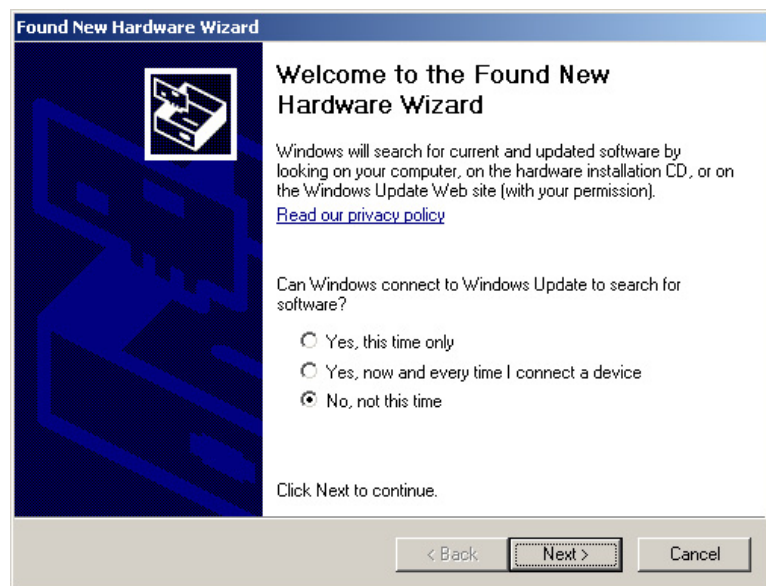 Found New Hardware Wizard
Welcome to the Found New
Hardware Wizard
Windows will search for current and updated software by
looking on your computer, on the hardware installation CD, or on
the Windows Update Web site (with your permission).
Read our privacy policy
Can Windows connect to Windows Update to search for
software?
Yes, this time only
Yes, now and every time I connect a device
No, not this time
Click Next to continue.
< Back Next > Cancel